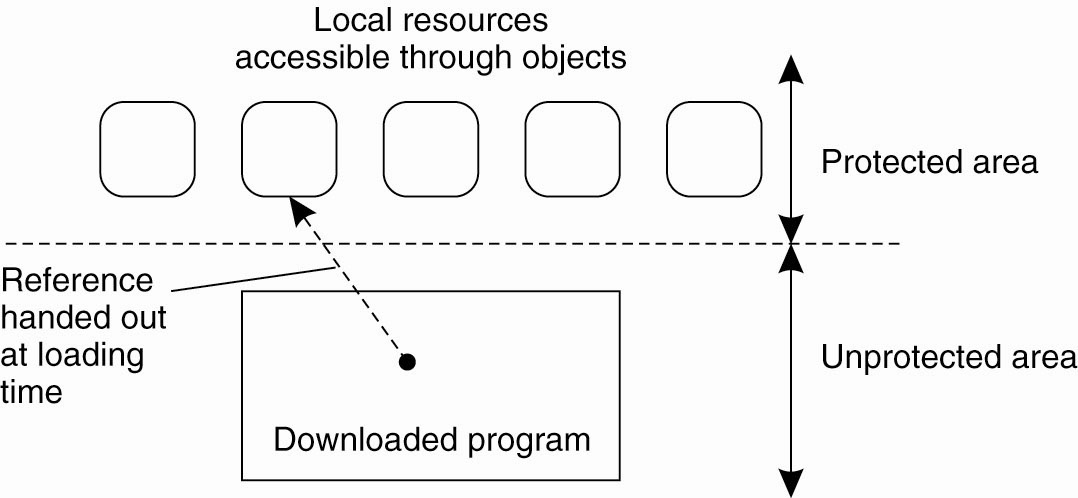 Local resources
accessible through objects
Protected area
Reference
handed out
at loading
time
Unprotected area
Downloaded program